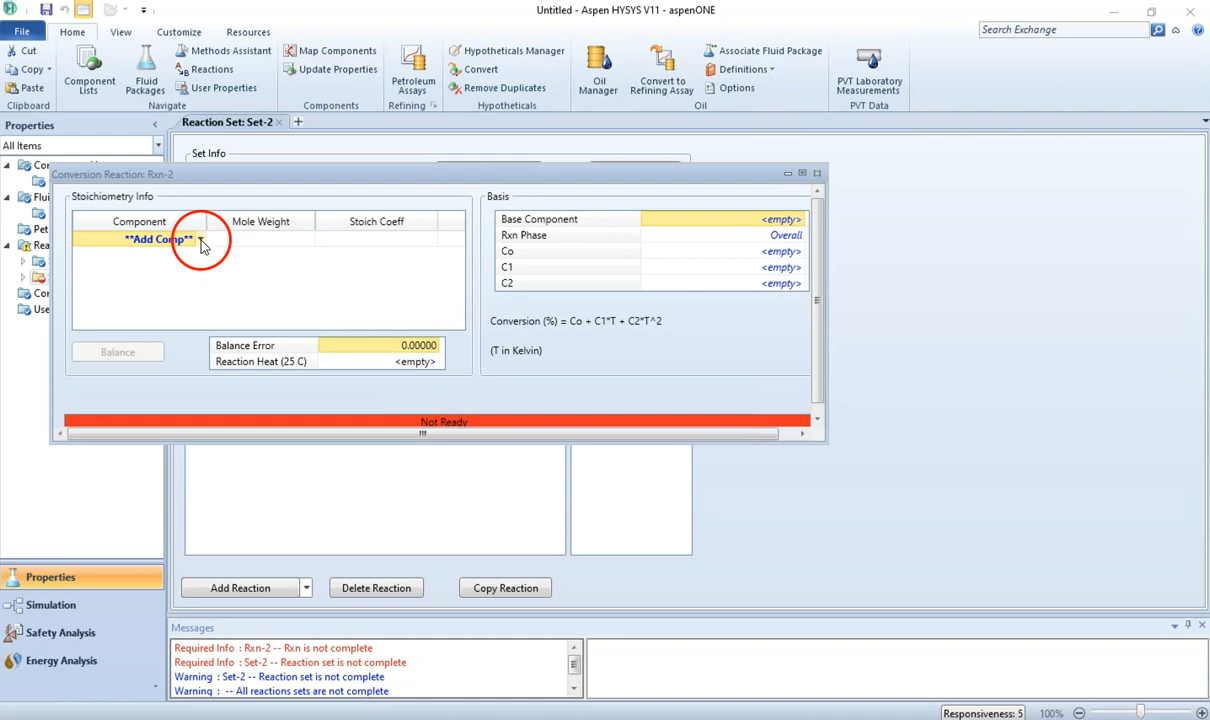 Untitled - Aspen HYSYS V11 - aspenONE
File
Home
View
Customize
Resources
Search Exchange
Cut
Copy
Paste
Clipboard
Component Lists
Fluid Packages
Methods Assistant
Reactions
User Properties
Navigate
Map Components
Update Properties
Components
Petroleum Assays
Refining
Hypotheticals Manager
Convert
Remove Duplicates
Hypotheticals
Oil Manager
Convert to Refining Assay
Associate Fluid Package
Definitions
Options
Oil
PVT Laboratory Measurements
PVT Data
Properties
All Items
Reaction Set: Set-2
Set Info
Flui
Pet
Rea
Use
Conversion Reaction: Rxn-2
Stoichiometry Info
Component
Mole Weight
Stoich Coeff
**Add Comp**
Balance
Balance Error 0.00000
Reaction Heat (25 C) <empty>
Basis
Base Component <empty>
Rxn Phase Overall
Co <empty>
C1 <empty>
C2 <empty>
Conversion (%) = Co + C1*T + C2*T^2
(T in Kelvin)
Not Ready
Add Reaction
Delete Reaction
Copy Reaction
Properties
Simulation
Safety Analysis
Energy Analysis
Messages
Required Info : Rxn-2 -- Rxn is not complete
Required Info : Set-2 -- Reaction set is not complete
Warning : Set-2 -- Reaction set is not complete
Warning : -- All reactions sets are not complete
Responsiveness: 5
100%